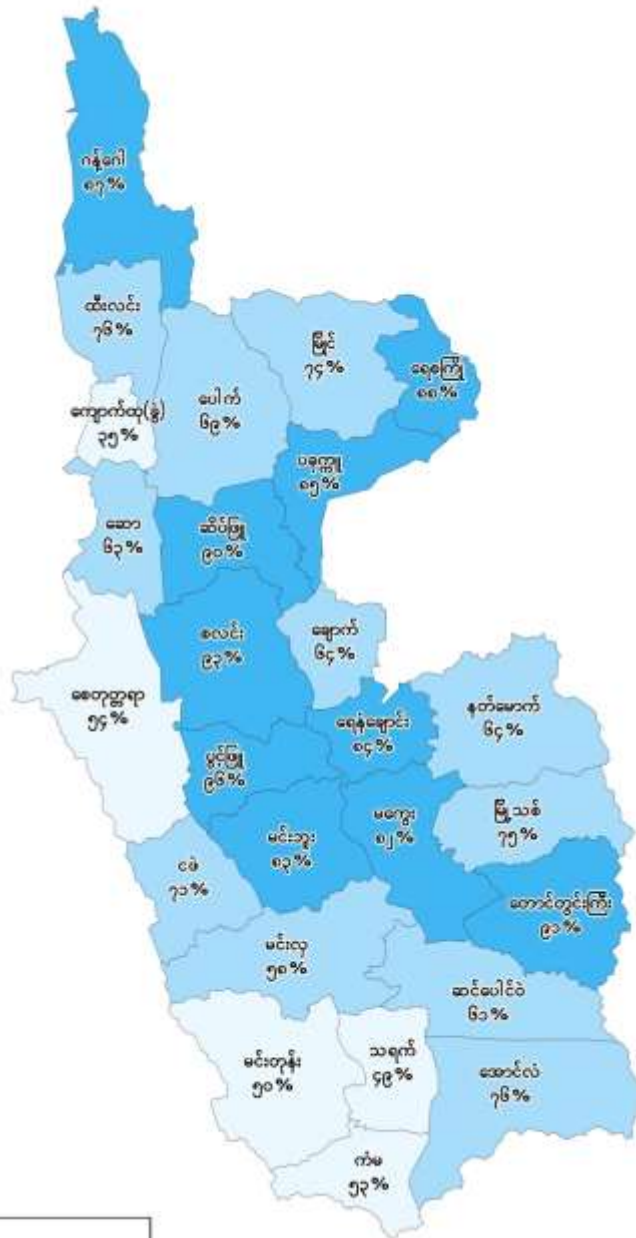 ဂန့်ဂေါ
၈၇%
ထီးလင်း
၇၆%
မြိုင်
၇၄%
ရေစကြို
၈၈%
ပေါက်
၆၉%
ကျောက်ထု(ခွဲ)
၃၅%
ပခုက္ကူ
၈၅%
ဆော
၆၃%
ဆိပ်ဖြူ
၉၀%
စလင်း
၉၃%
ချောက်
၆၄%
စေတုတ္တရာ
၅၄%
ရေနံချောင်း
၈၄%
နတ်မောက်
၆၄%
ပွင့်ဖြူ
၉၆%
မကွေး
၈၂%
မြို့သစ်
၇၅%
မင်းဘူး
၈၃%
ငဖဲ
၇၁%
တောင်တွင်းကြီး
၉၁%
မင်းလှ
၅၈%
ဆင်ပေါင်ဝဲ
၆၁%
မင်းတုန်း
၅၀%
သရက်
၄၉%
အောင်လံ
၇၆%
ကံမ
၅၃%